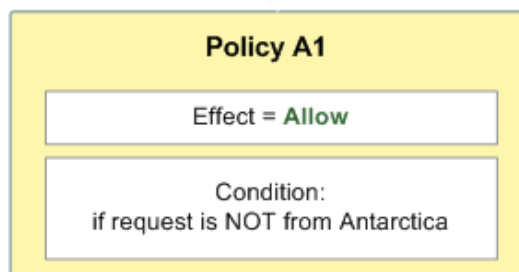 Policy A1
Effect = Allow
Condition:
if request is NOT from Antarctica